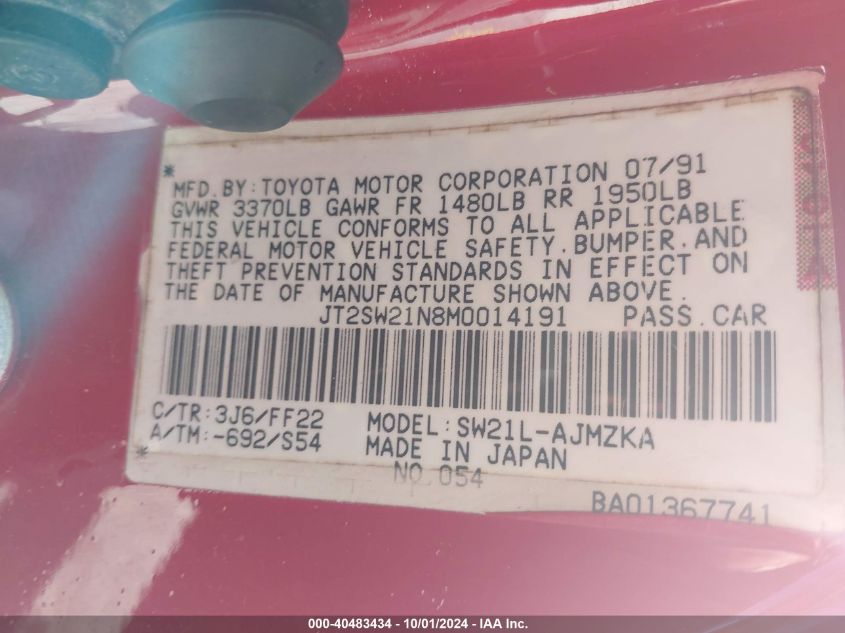 MFD.BY:TOYOTA MOTOR CORPORATION 07/91
GVWR 3370LB GAWR FR 1480LB RR 1950LB
THIS VEHICLE CONFORMS TO ALL APPLICABLE
FEDERAL MOTOR VEHICLE SAFETY.BUMPER.AND
THEFT PREVENTION STANDARDS IN EFFECT ON
THE DATE OF MANUFACTURE SHOWN ABOVE.
JT2SW21N8M0014191 PASS.CAR
C/TR:3J6/FF22 MODEL:SW21L-AJMZKA
A/TM:-692/S54 MADE IN JAPAN
NO.054
BA01367741
000-40483434 - 10/01/2024 - IAA Inc.